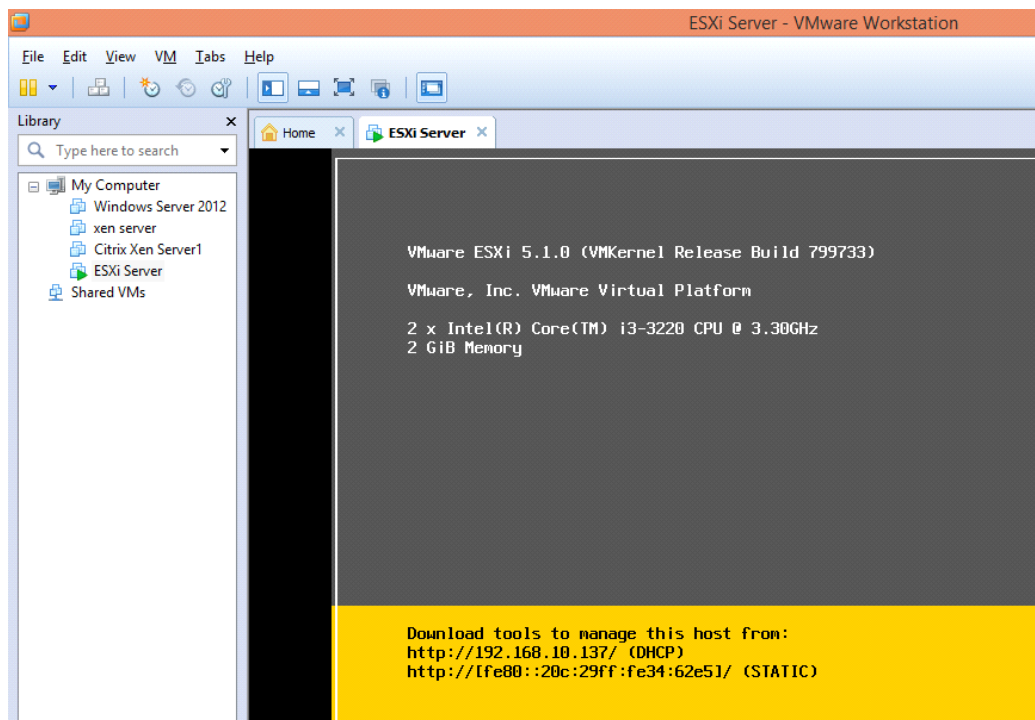 ESXi Server - VMware Workstation
File Edit View VM Tabs Help
Library
Type here to search
My Computer
Windows Server 2012
xen server
Citrix Xen Server1
ESXi Server
Shared VMs
Home
ESXi Server
VMware ESXi 5.1.0 (VMKernel Release Build 799733)
VMware, Inc. VMware Virtual Platform
2 x Intel(R) Core(TM) i3-3220 CPU @ 3.30GHz
2 GiB Memory
Download tools to manage this host from:
http://192.168.10.137/ (DHCP)
http://[fe80::20c:29ff:fe34:62e5]/ (STATIC)